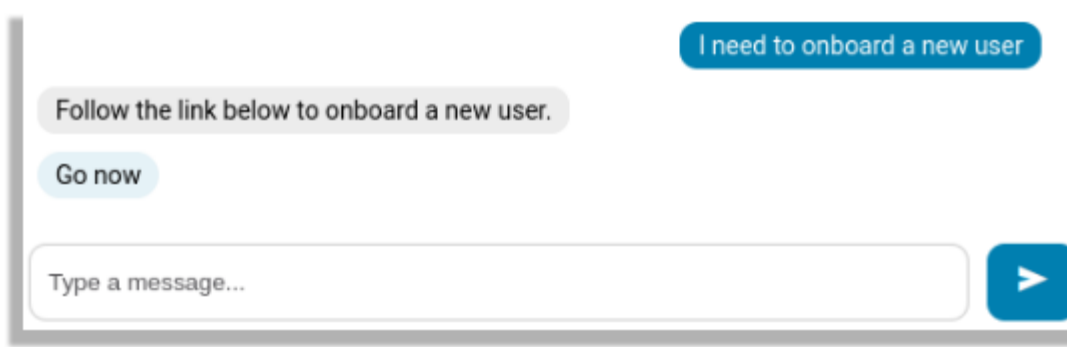 I need to onboard a new user
Follow the link below to onboard a new user.
Go now
Type a message...